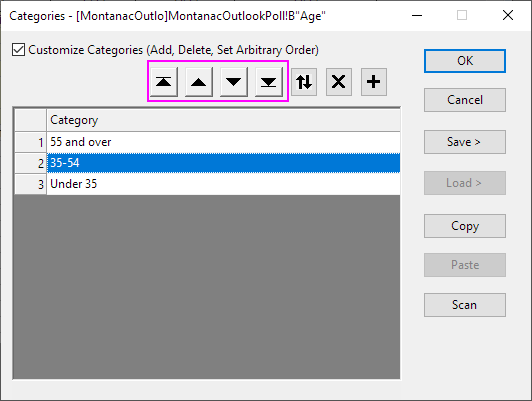 Categories - [MontanacOutlo]MontanacOutlookPoll!B"Age"
Customize Categories (Add, Delete, Set Arbitrary Order)
Category
1 55 and over
2 35-54
3 Under 35
OK
Cancel
Save >
Load >
Copy
Paste
Scan